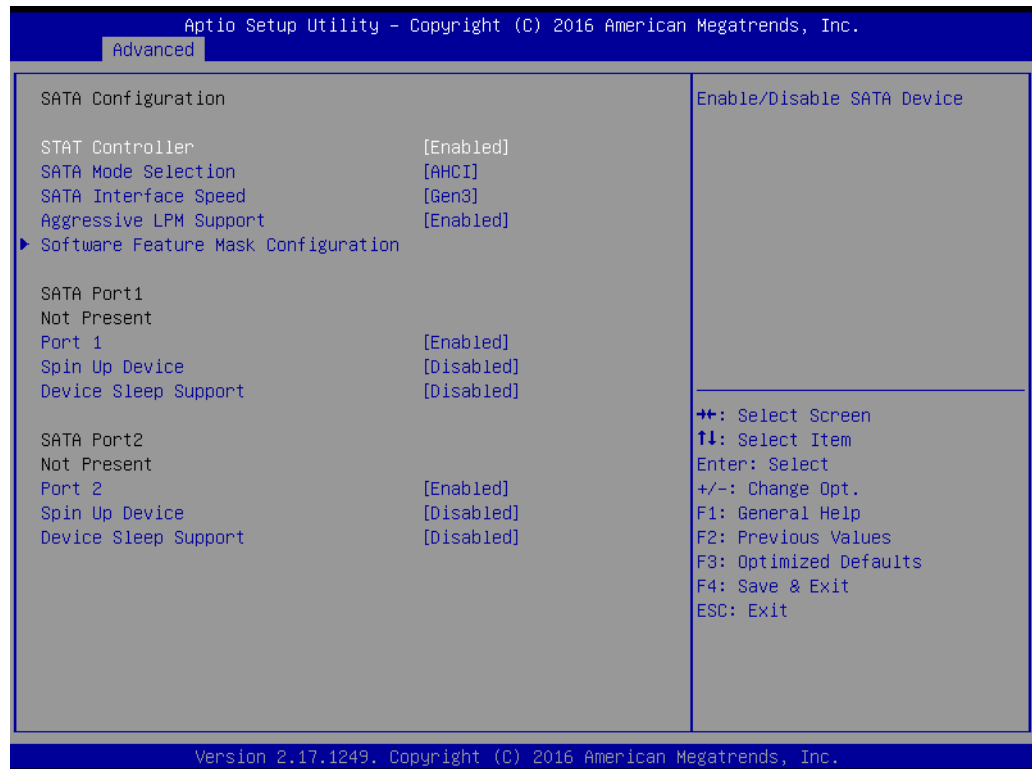 Aptio Setup Utility – Copyright (C) 2016 American Megatrends, Inc.
Advanced
SATA Configuration
STAT Controller [Enabled]
SATA Mode Selection [AHCI]
SATA Interface Speed [Gen3]
Aggressive LPM Support [Enabled]
▶ Software Feature Mask Configuration
SATA Port1
Not Present
Port 1 [Enabled]
Spin Up Device [Disabled]
Device Sleep Support [Disabled]
SATA Port2
Not Present
Port 2 [Enabled]
Spin Up Device [Disabled]
Device Sleep Support [Disabled]
Enable/Disable SATA Device
→←: Select Screen
↑↓: Select Item
Enter: Select
+/-: Change Opt.
F1: General Help
F2: Previous Values
F3: Optimized Defaults
F4: Save & Exit
ESC: Exit
Version 2.17.1249. Copyright (C) 2016 American Megatrends, Inc.